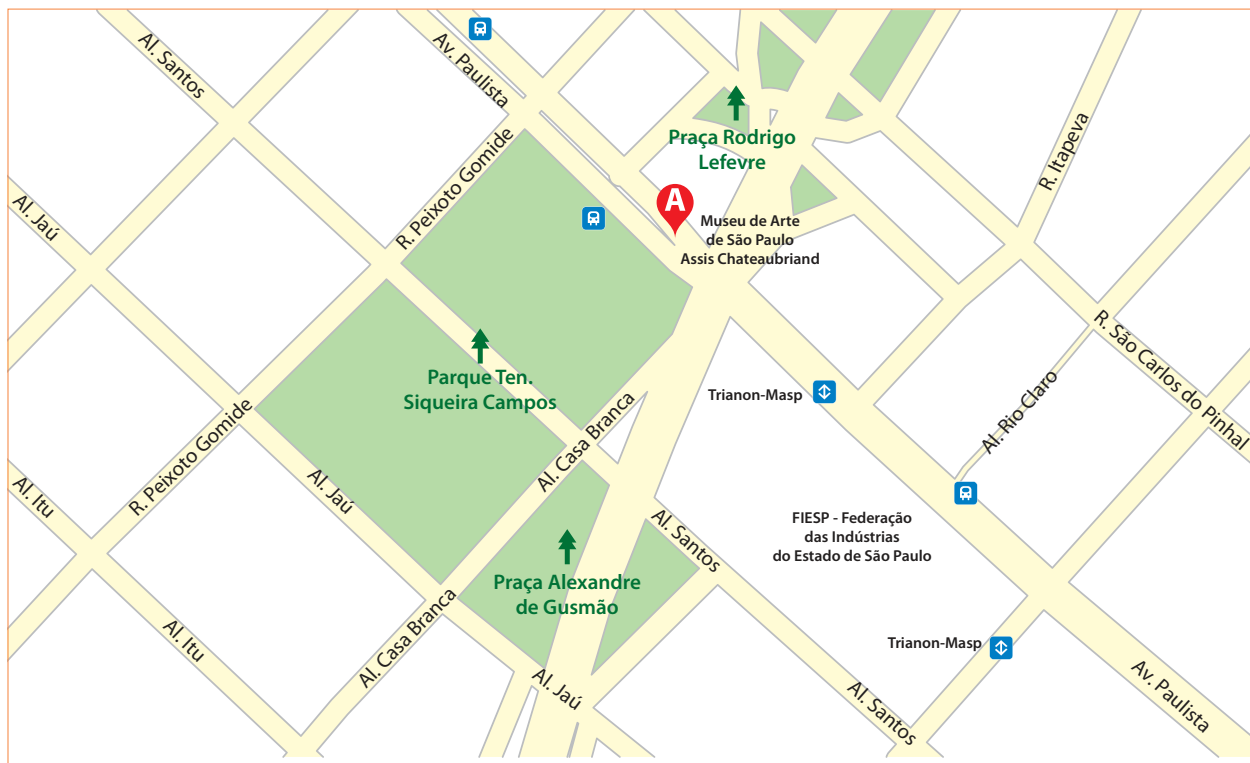 Al. Santos
Av. Paulista
Praça Rodrigo
Lefevre
R. Itapeva
R. Peixoto Gomide
A
Al. Jaú
Museu de Arte
de São Paulo
Assis Chateaubriand
R. São Carlos do Pinhal
Parque Ten.
Siqueira Campos
Trianon-Masp
Al. Rio Claro
R. Peixoto Gomide
Al. Casa Branca
Al. Itu
Al. Jaú
FIESP - Federação
das Indústrias
do Estado de São Paulo
Al. Santos
Praça Alexandre
de Gusmão
Al. Itu
Al. Casa Branca
Trianon-Masp
Al. Jaú
Al. Santos
Av. Paulista